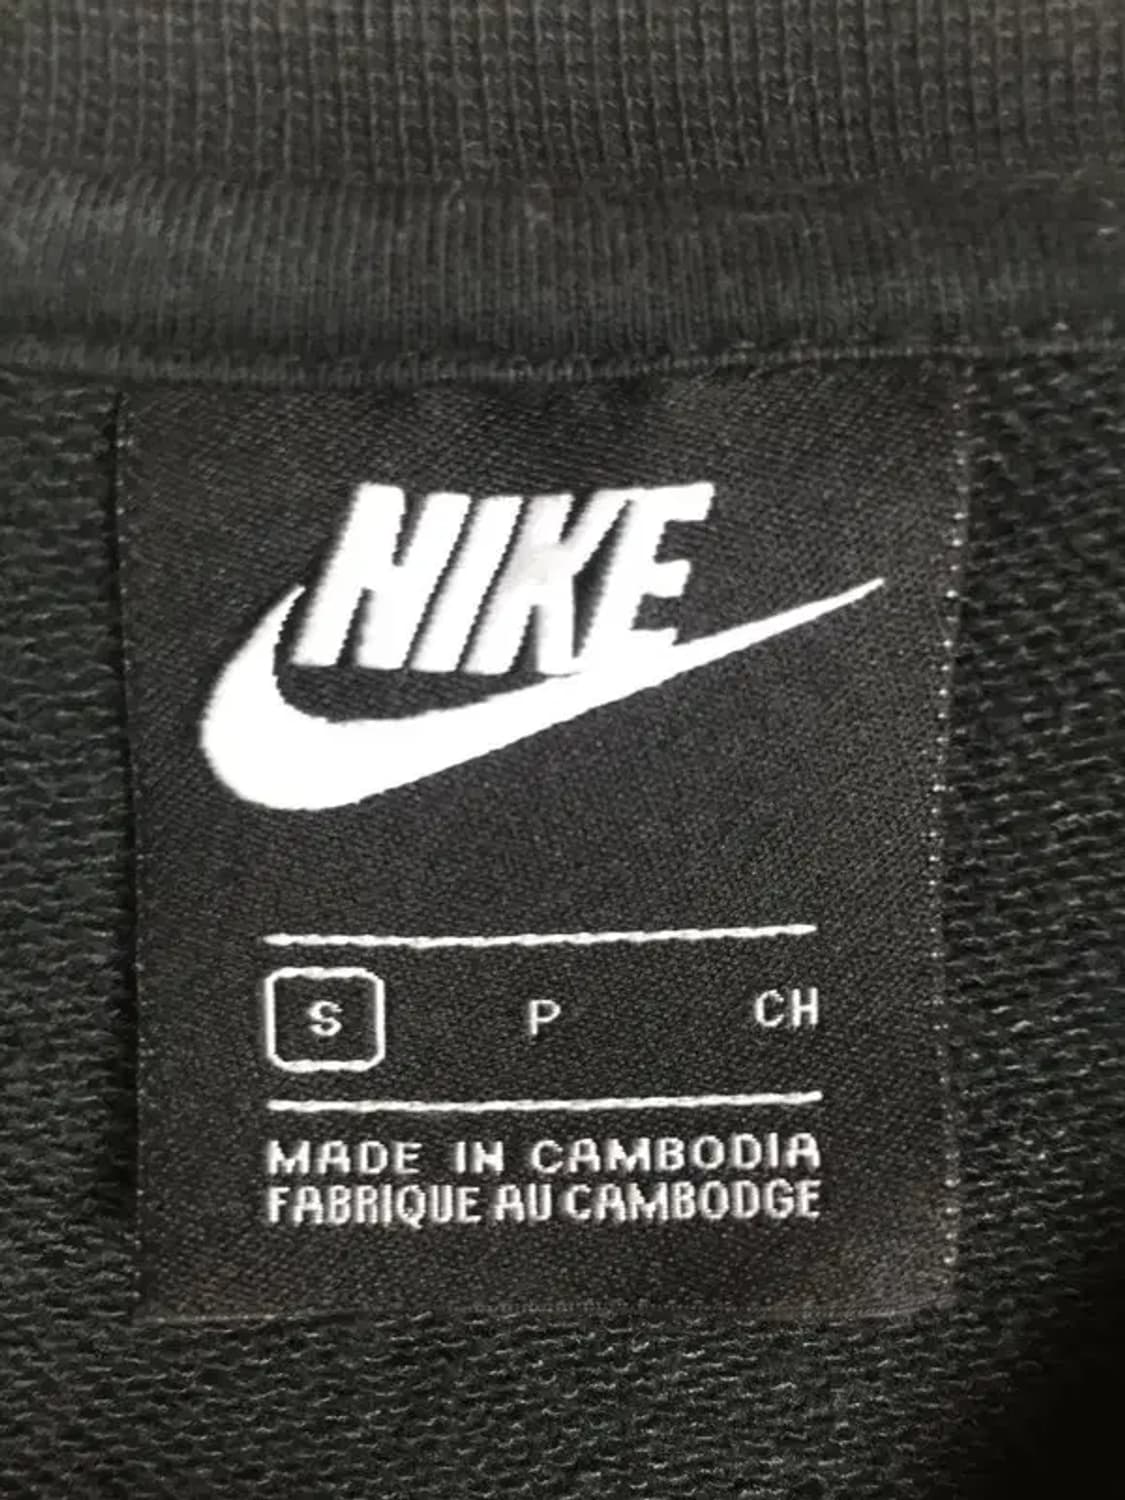 NIKE
S P CH
MADE IN CAMBODIA
FABRIQUE AU CAMBODGE